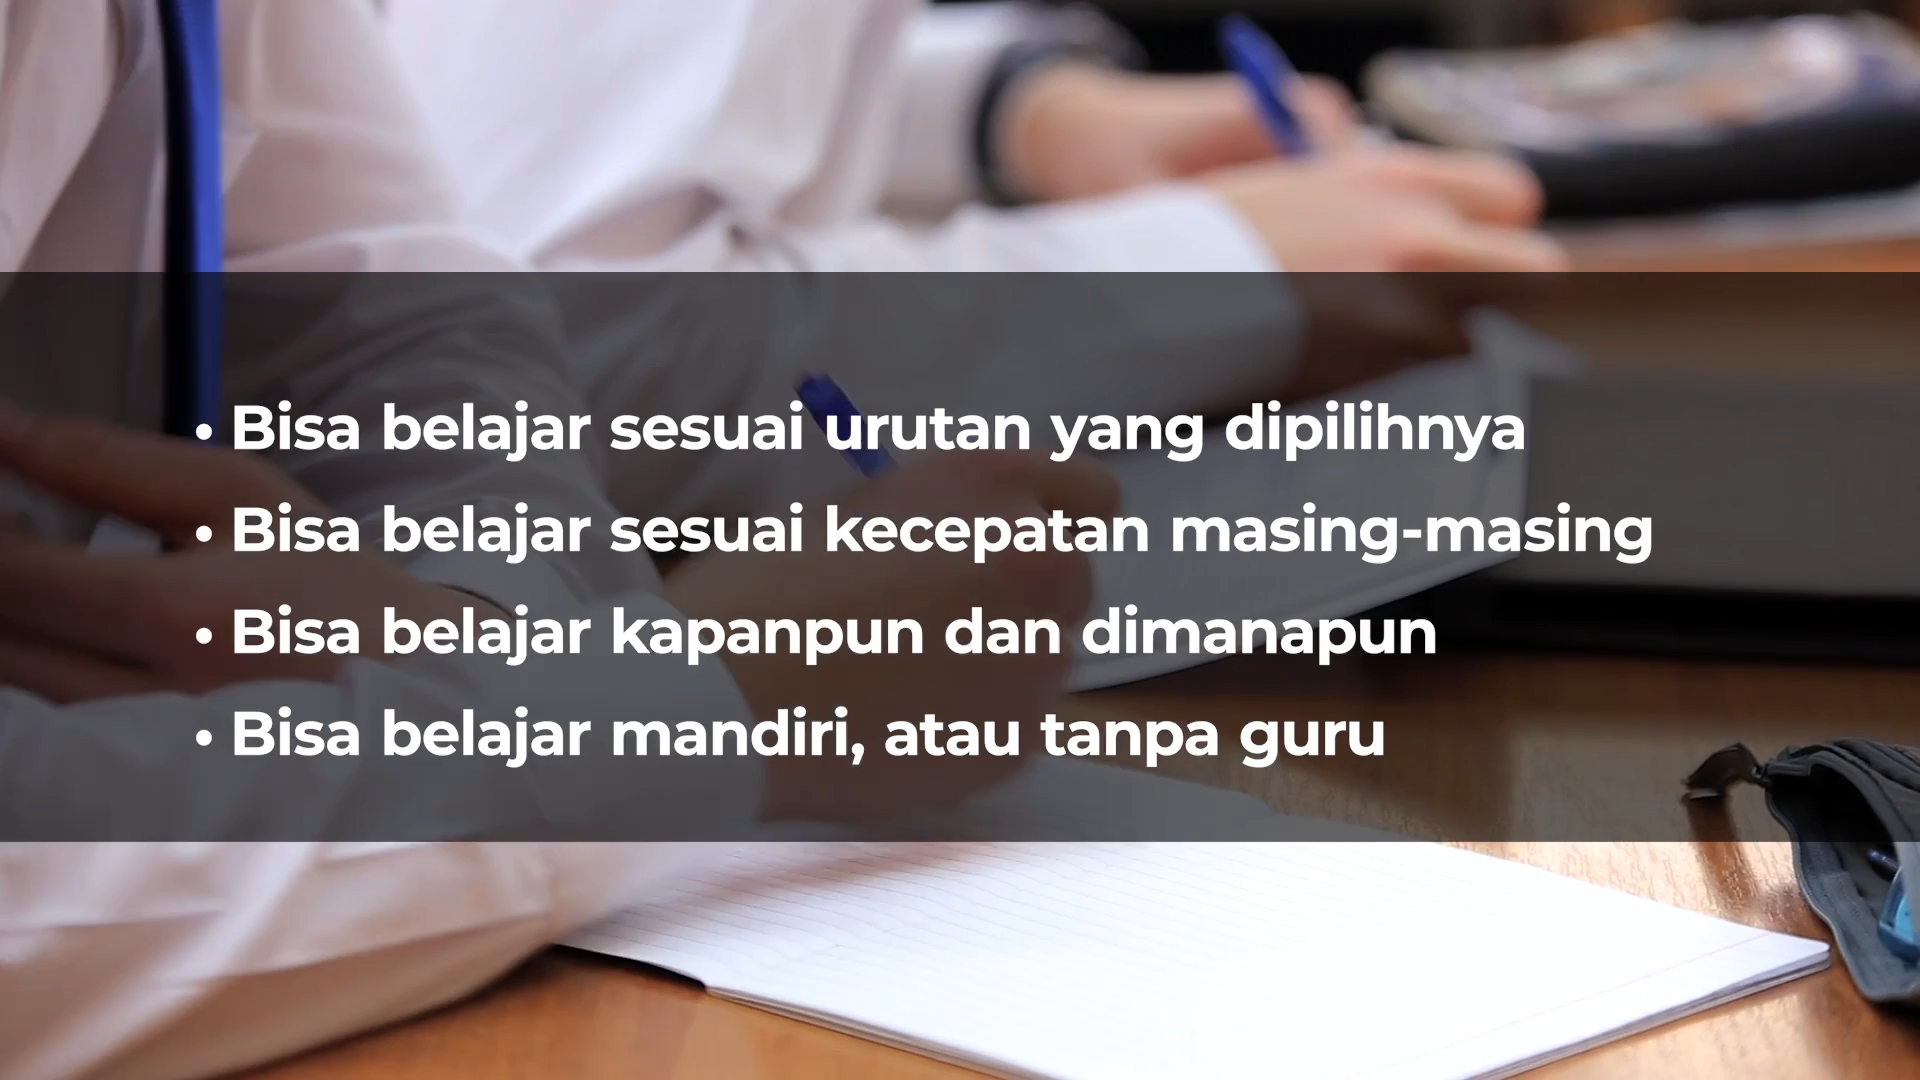 • Bisa belajar sesuai urutan yang dipilihnya
• Bisa belajar sesuai kecepatan masing-masing
• Bisa belajar kapanpun dan dimanapun
• Bisa belajar mandiri, atau tanpa guru